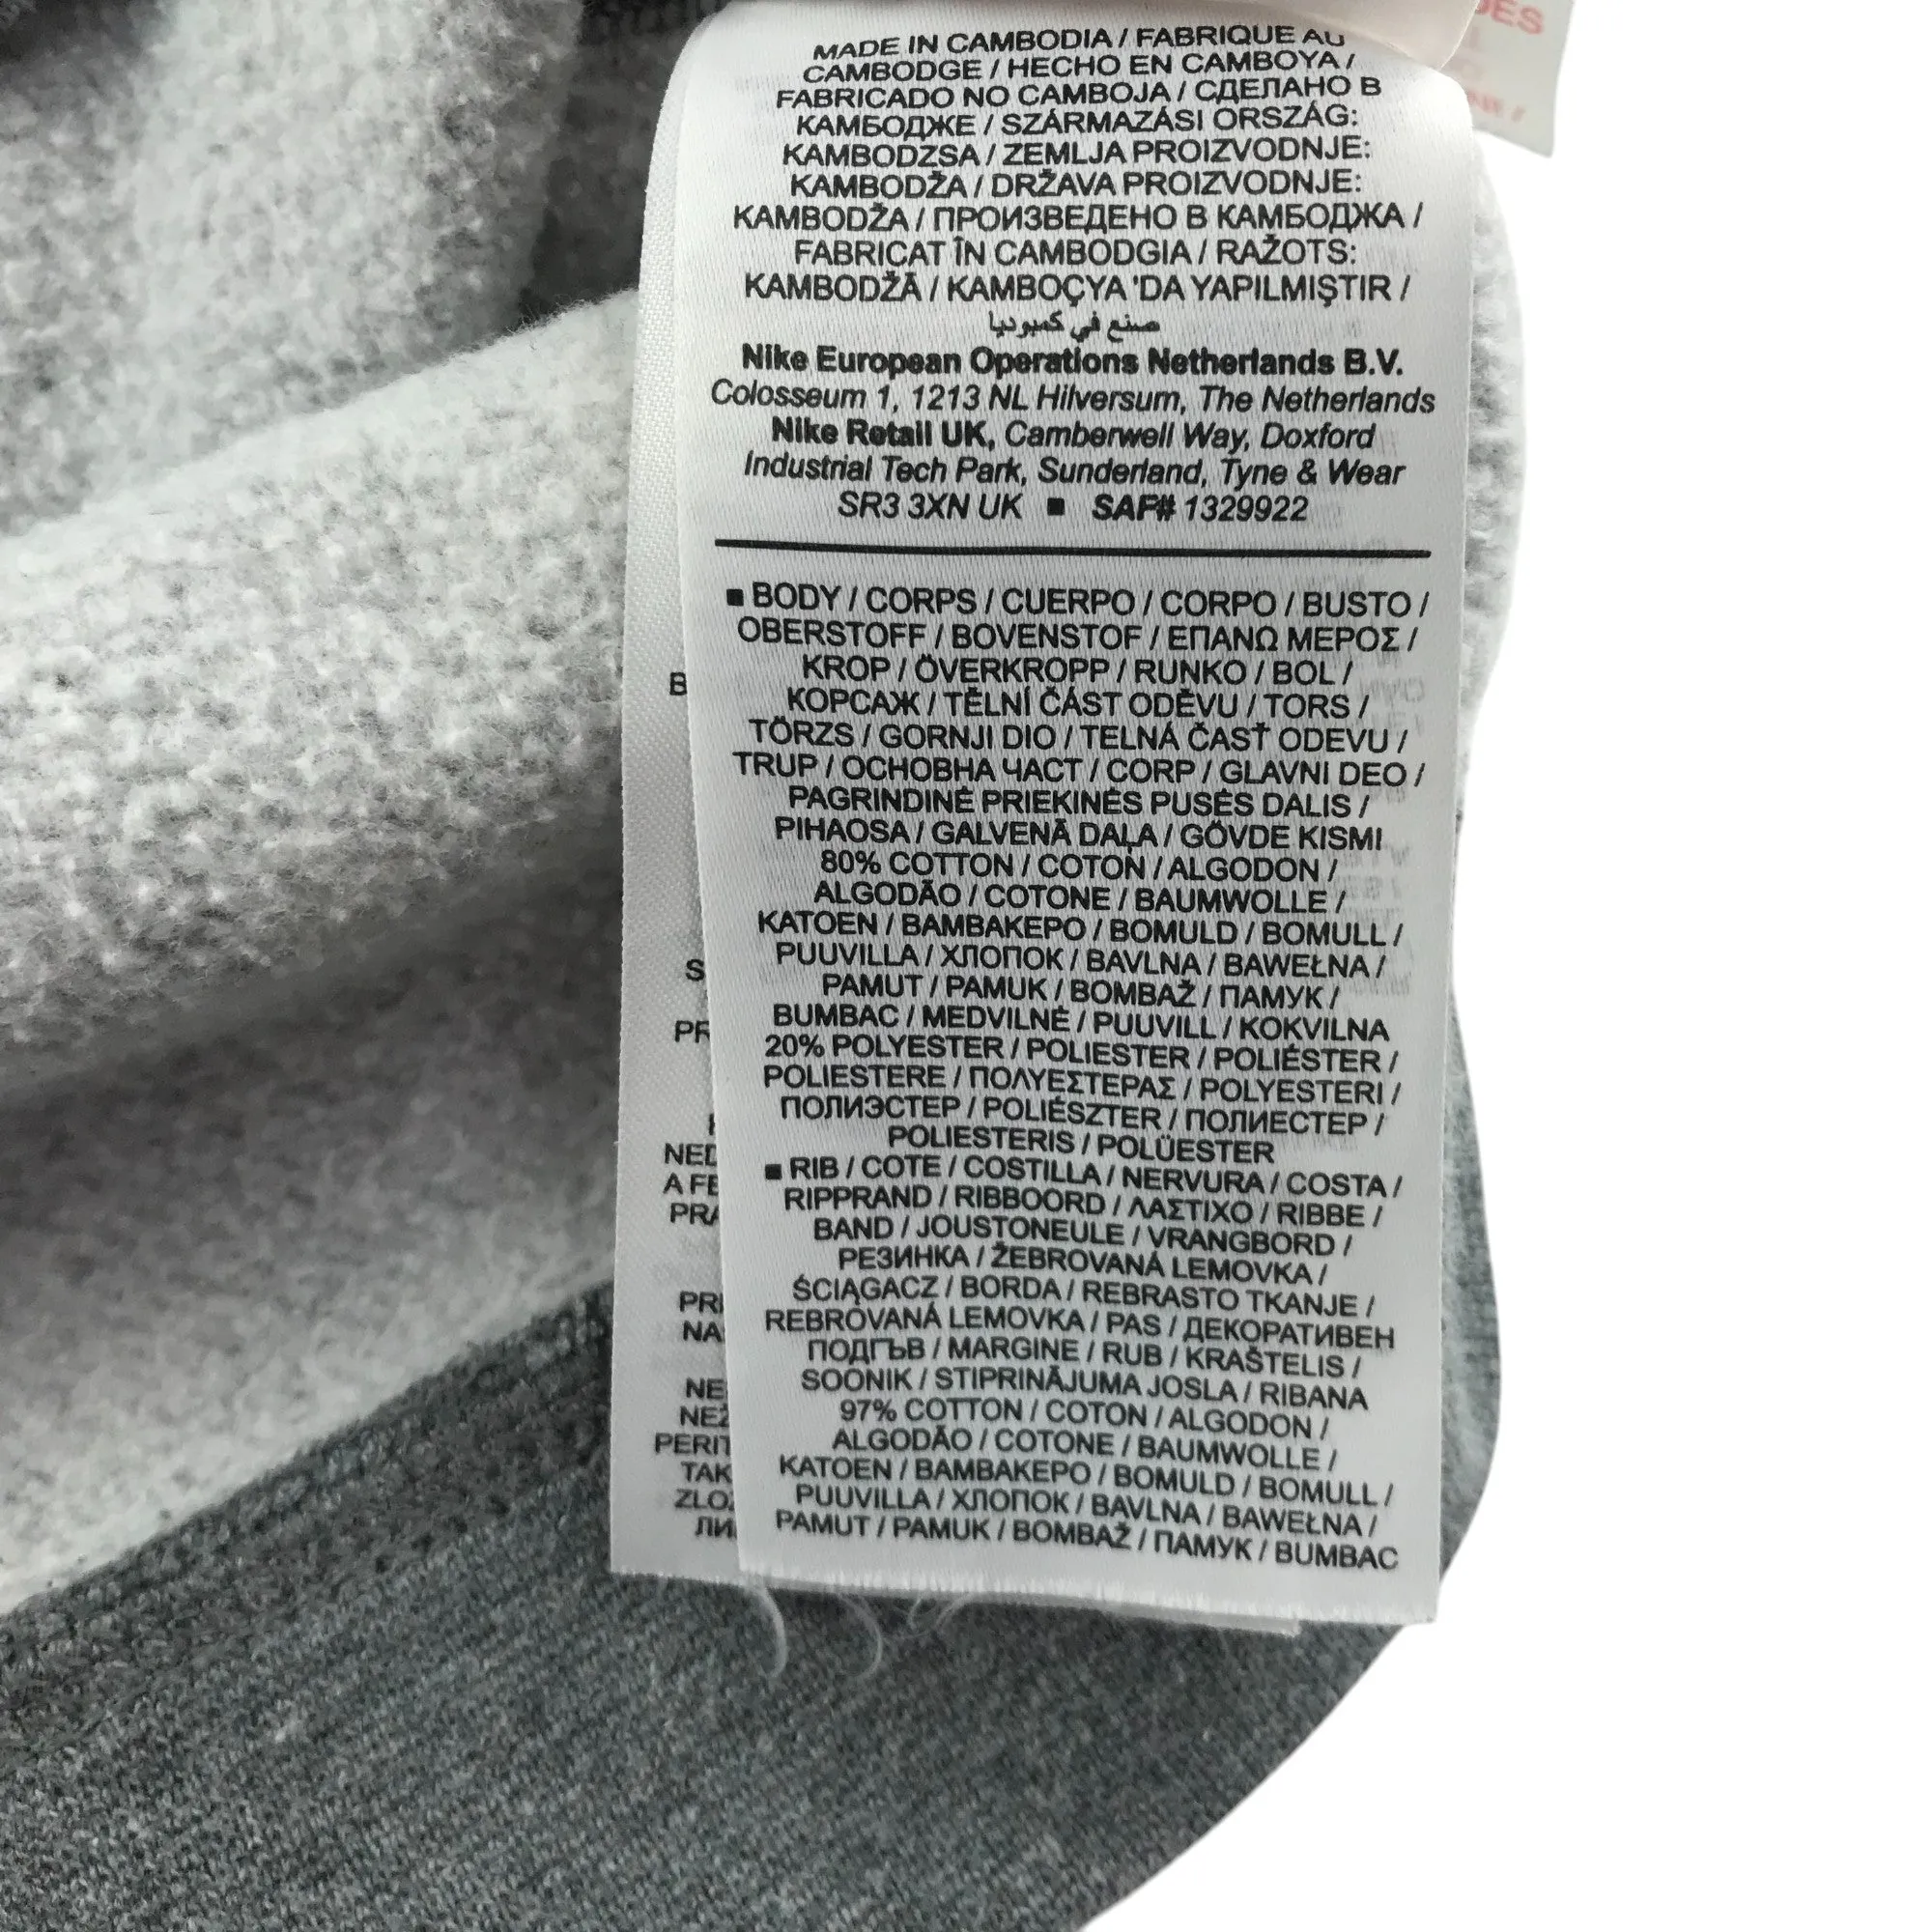 MADE IN CAMBODIA / FABRIQUE AU
CAMBODGE / HECHO EN CAMBOYA /
FABRICADO NO CAMBOJA / СДЕЛАНО В
КАМБОДЖЕ / SZÁRMAZÁSI ORSZÁG:
KAMBODZSA / ZEMLJA PROIZVODNJE:
KAMBODŽA / DRŽAVA PROIZVODNJE:
KAMBODŽA / ПРОИЗВЕДЕНО В КАМБОДЖА /
FABRICAT ÎN CAMBODGIA / RAŽOTS:
KAMBODŽĀ / KAMBOÇYA 'DA YAPILMIŞTIR /
صنع في كمبوديا
Nike European Operations Netherlands B.V.
Colosseum 1, 1213 NL Hilversum, The Netherlands
Nike Retail UK, Camberwell Way, Doxford
Industrial Tech Park, Sunderland, Tyne & Wear
SR3 3XN UK ■ SAF# 1329922
■ BODY / CORPS / CUERPO / CORPO / BUSTO /
OBERSTOFF / BOVENSTOF / ΕΠΑΝΩ ΜΕΡΟΣ /
KROP / ÖVERKROPP / RUNKO / BOL /
КОРСАЖ / TĚLNÍ ČÁST ODĚVU / TORS /
TÖRZS / GORNJI DIO / TELNÁ ČASŤ ODEVU /
TRUP / ОСНОВНА ЧАСТ / CORP / GLAVNI DEO /
PAGRINDINĖ PRIEKINĖS PUSĖS DALIS /
PIHAOSA / GALVENĀ DAĻA / GÖVDE KISMI
80% COTTON / COTON / ALGODON /
ALGODÃO / COTONE / BAUMWOLLE /
KATOEN / ΒΑΜΒΑΚΕΡΟ / BOMULD / BOMULL /
PUUVILLA / ХЛОПОК / BAVLNA / BAWEŁNA /
PAMUT / PAMUK / BOMBAŽ / ПАМУК /
BUMBAC / MEDVILNĖ / PUUVILL / KOKVILNA
20% POLYESTER / POLIESTER / POLIÉSTER /
POLIESTERE / ΠΟΛΥΕΣΤΕΡΑΣ / POLYESTERI /
ПОЛИЭСТЕР / POLIÉSZTER / ПОЛИЕСТЕР /
POLIESTERIS / POLÜESTER
■ RIB / COTE / COSTILLA / NERVURA / COSTA /
RIPPRAND / RIBBOORD / ΛΑΣΤΙΧΟ / RIBBE /
BAND / JOUSTONEULE / VRANGBORD /
РЕЗИНКА / ŽEBROVANÁ LEMOVKA /
ŚCIĄGACZ / BORDA / REBRASTO TKANJE /
REBROVANÁ LEMOVKA / PAS / ДЕКОРАТИВЕН
ПОДГЪВ / MARGINE / RUB / KRAŠTELIS /
SOONIK / STIPRINĀJUMA JOSLA / RIBANA
97% COTTON / COTON / ALGODON /
ALGODÃO / COTONE / BAUMWOLLE /
KATOEN / ΒΑΜΒΑΚΕΡΟ / BOMULD / BOMULL /
PUUVILLA / ХЛОПОК / BAVLNA / BAWEŁNA /
PAMUT / PAMUK / BOMBAŽ / ПАМУК / BUMBAC